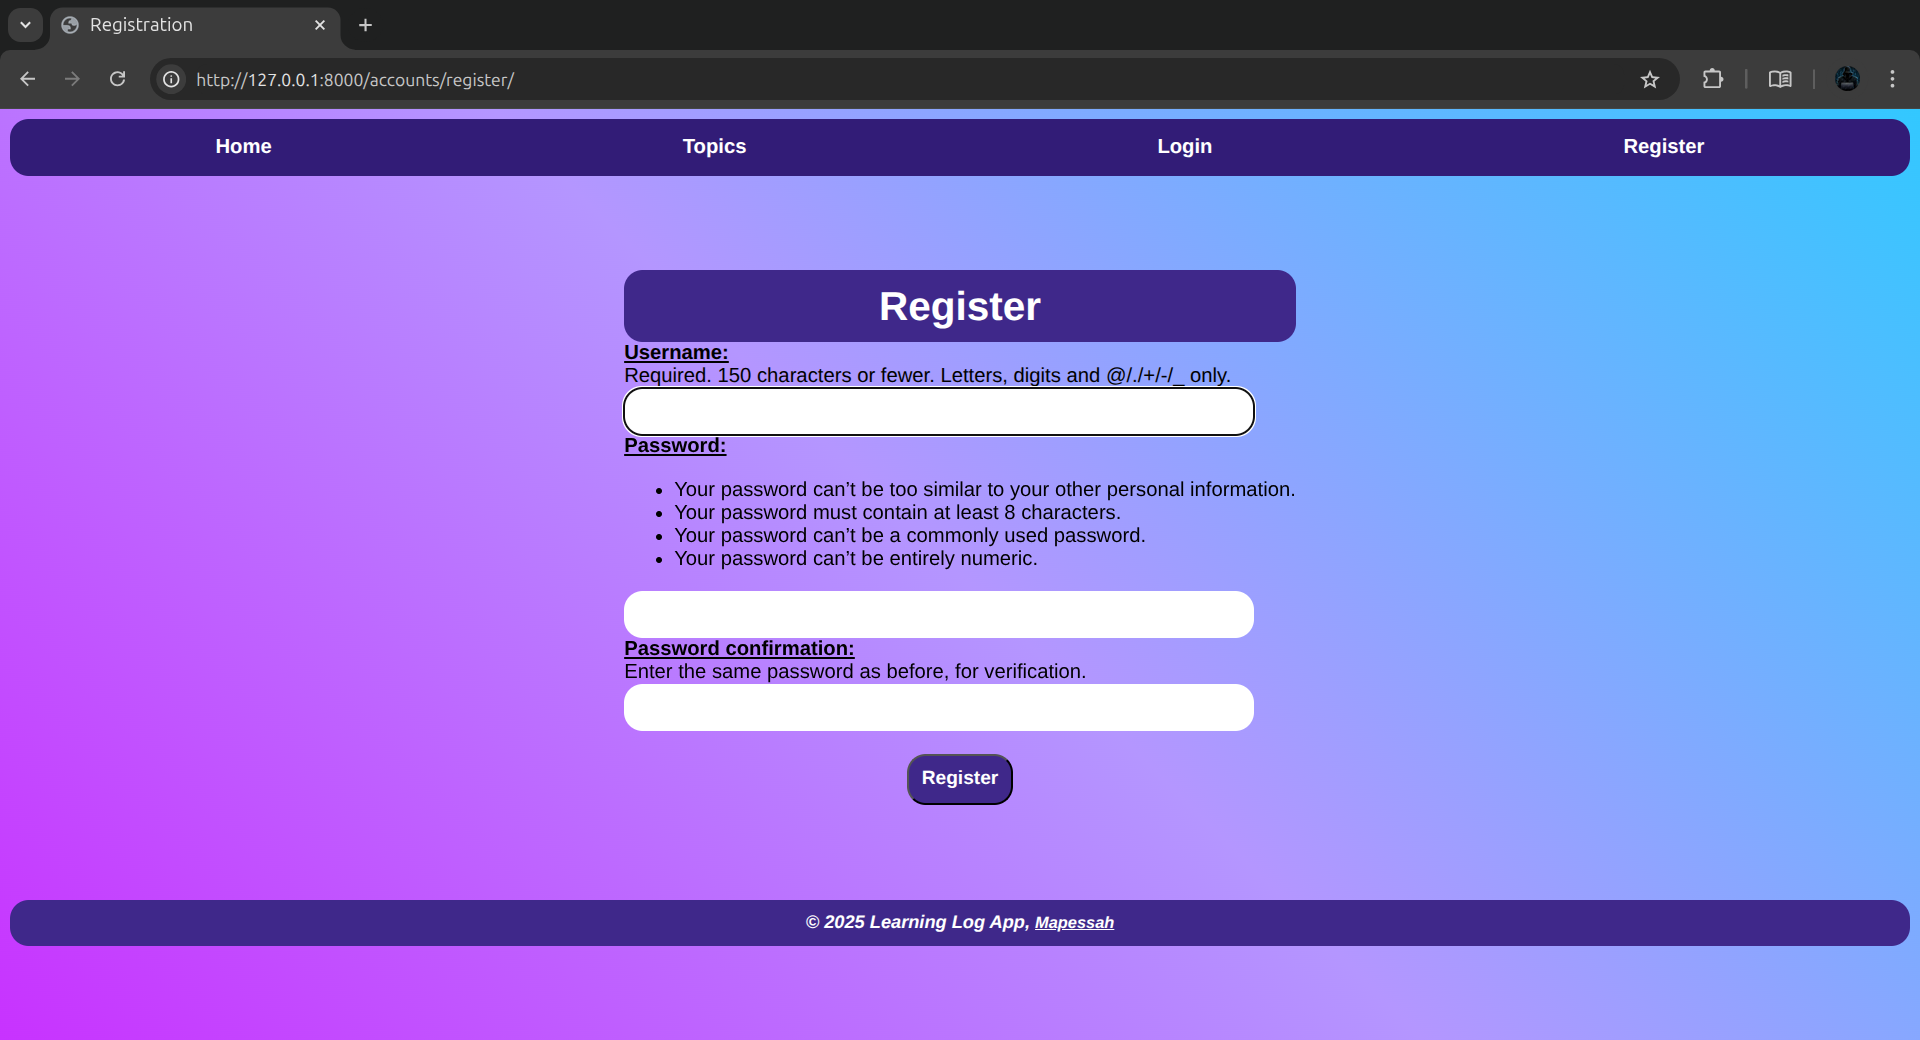 Registration
http://127.0.0.1:8000/accounts/register/
Home Topics Login Register
Register
Username:
Required. 150 characters or fewer. Letters, digits and @/./+/-/_ only.
Password:
• Your password can’t be too similar to your other personal information.
• Your password must contain at least 8 characters.
• Your password can’t be a commonly used password.
• Your password can’t be entirely numeric.
Password confirmation:
Enter the same password as before, for verification.
Register
© 2025 Learning Log App, Mapessah